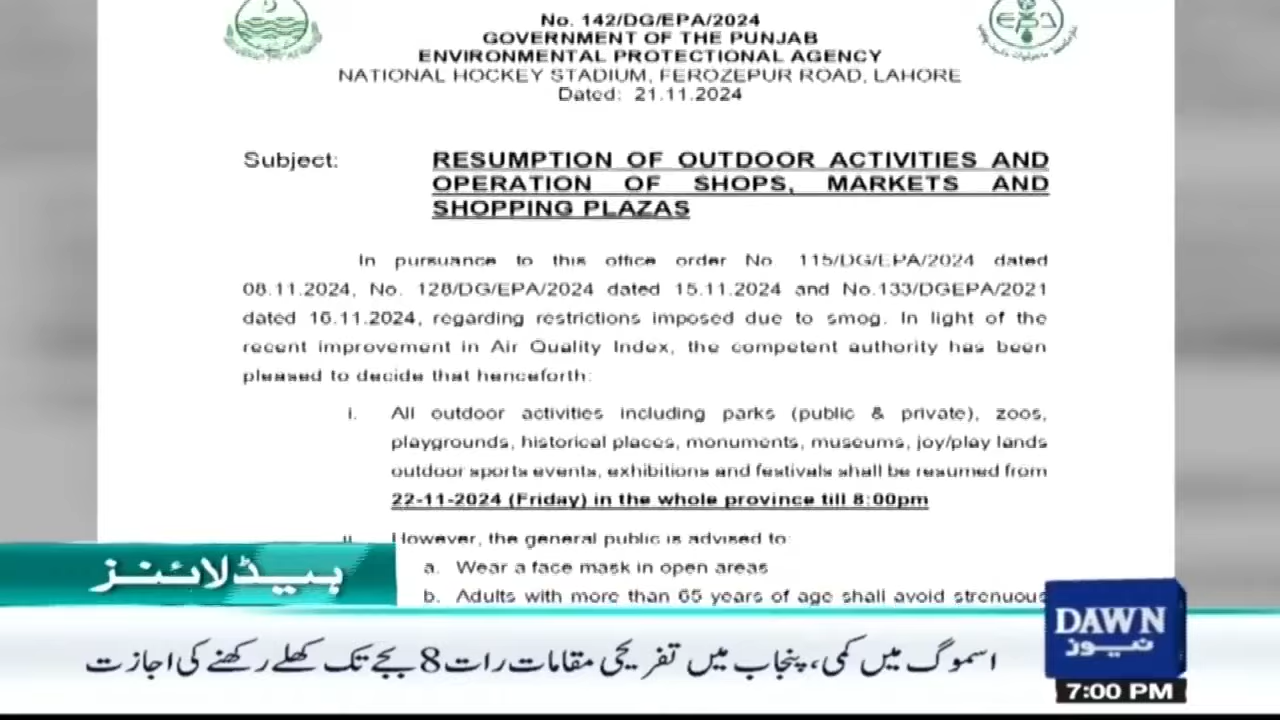 No. 142/DG/EPA/2024
GOVERNMENT OF THE PUNJAB
ENVIRONMENTAL PROTECTIONAL AGENCY
NATIONAL HOCKEY STADIUM, FEROZEPUR ROAD, LAHORE
Dated: 21.11.2024
Subject: RESUMPTION OF OUTDOOR ACTIVITIES AND
OPERATION OF SHOPS, MARKETS AND
SHOPPING PLAZAS
In pursuance to this office order No 115/DG/EPA/2024 dated
08.11.2024, No. 128/DG/EPA/2024 dated 15.11.2024 and No.133/DGEPA/2021
dated 16.11.2024, regarding restrictions imposed due to smog. In light of the
recent improvement in Air Quality Index, the competent authority has been
pleased to decide that henceforth:
i. All outdoor activities including parks (public & private), zoos,
playgrounds, historical places, monuments, museums, joy/play lands
outdoor sports events, exhibitions and festivals shall be resumed from
22-11-2024 (Friday) in the whole province till 8:00pm
ii. However, the general public is advised to:
a. Wear a face mask in open areas
b. Adults with more than 65 years of age shall avoid strenuous
ہیڈلائنز
اسموگ میں کمی، پنجاب میں تفریحی مقامات رات 8 بجے تک کھلے رکھنے کی اجازت
DAWN
نیوز
7:00 PM